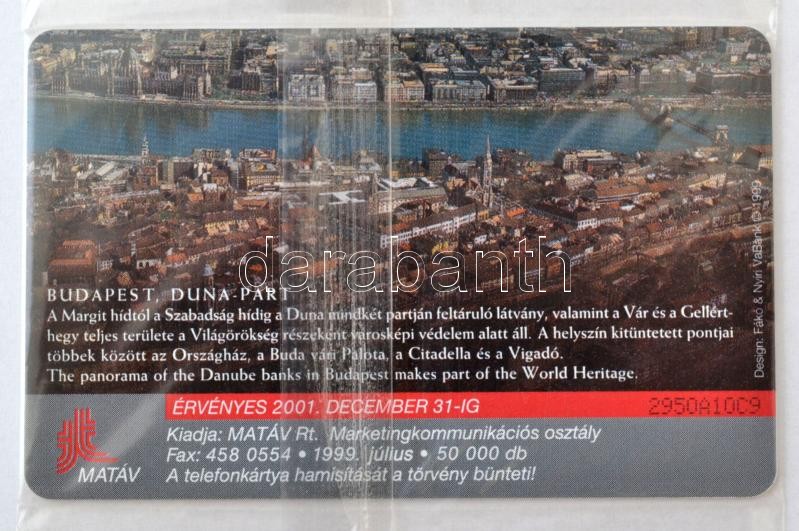 BUDAPEST, DUNA-PART
A Margit hídtól a Szabadság hídig a Duna mindkét partján feltáruló látvány, valamint a Vár és a Gellért-
hegy teljes területe a Világörökség részeként városképi védelem alatt áll. A helyszín kitüntetett pontjai
többek között az Országház, a Buda vári Palota, a Citadella és a Vigadó.
The panorama of the Danube banks in Budapest makes part of the World Heritage.
ÉRVÉNYES 2001. DECEMBER 31-IG
2950A10C9
Kiadja: MATÁV Rt. Marketingkommunikációs osztály
Fax: 458 0554 • 1999. július • 50 000 db
A telefonkártya hamisítását a törvény bünteti!
MATÁV
Design: Fákó & Nyiri VaBank © 1999
darabanth